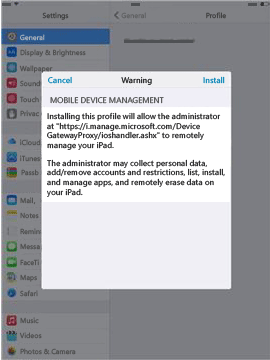 Settings
General
Profile
General
Display & Brightness
Wallpaper
Sound
Touch
Privac
iCloud
iTunes
Passb
Mail,
Notes
Remin
Messa
FaceTi
Maps
Safari
Music
Videos
Photos & Camera
Cancel
Warning
Install
MOBILE DEVICE MANAGEMENT
Installing this profile will allow the administrator
at "https://i.manage.microsoft.com/Device
GatewayProxy/ioshandler.ashx" to remotely
manage your iPad.
The administrator may collect personal data,
add/remove accounts and restrictions, list, install,
and manage apps, and remotely erase data on
your iPad.